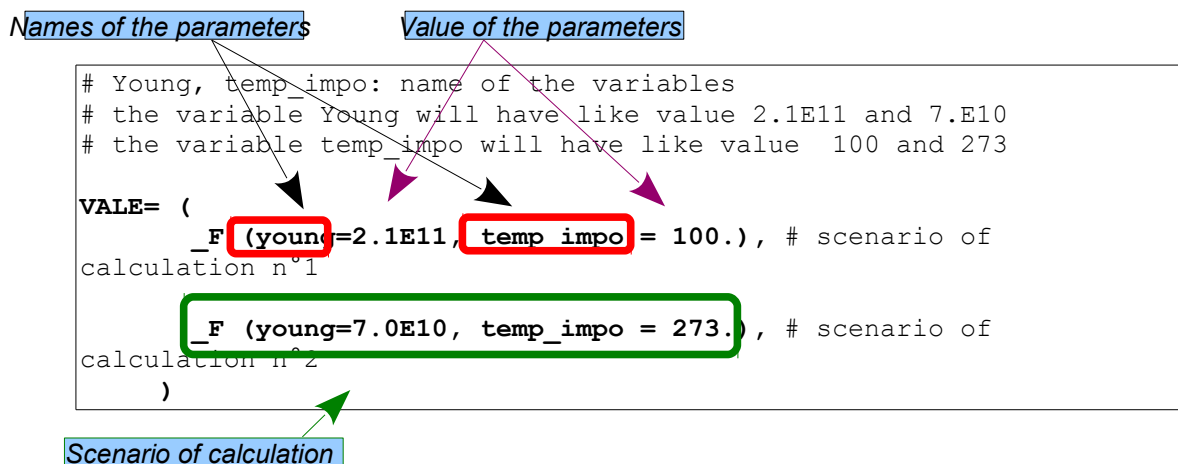 Names of the parameters Value of the parameters
# Young, temp_impo: name of the variables
# the variable Young will have like value 2.1E11 and 7.E10
# the variable temp_impo will have like value 100 and 273
VALE= (
_F (young=2.1E11, temp_impo = 100.), # scenario of
calculation n°1
_F (young=7.0E10, temp_impo = 273.), # scenario of
calculation n°2
)
Scenario of calculation